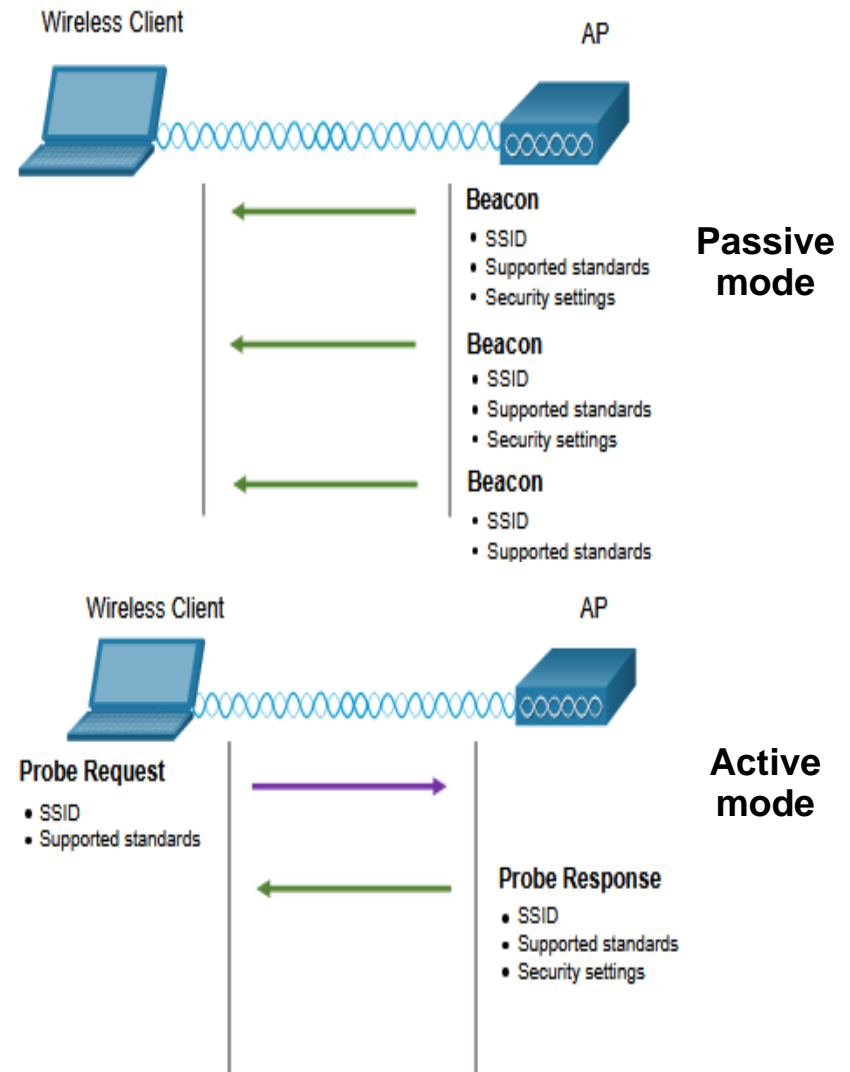 Wireless Client
AP
Beacon
• SSID
• Supported standards
• Security settings
Passive
mode
Beacon
• SSID
• Supported standards
• Security settings
Beacon
• SSID
• Supported standards
Wireless Client
AP
Probe Request
• SSID
• Supported standards
Active
mode
Probe Response
• SSID
• Supported standards
• Security settings